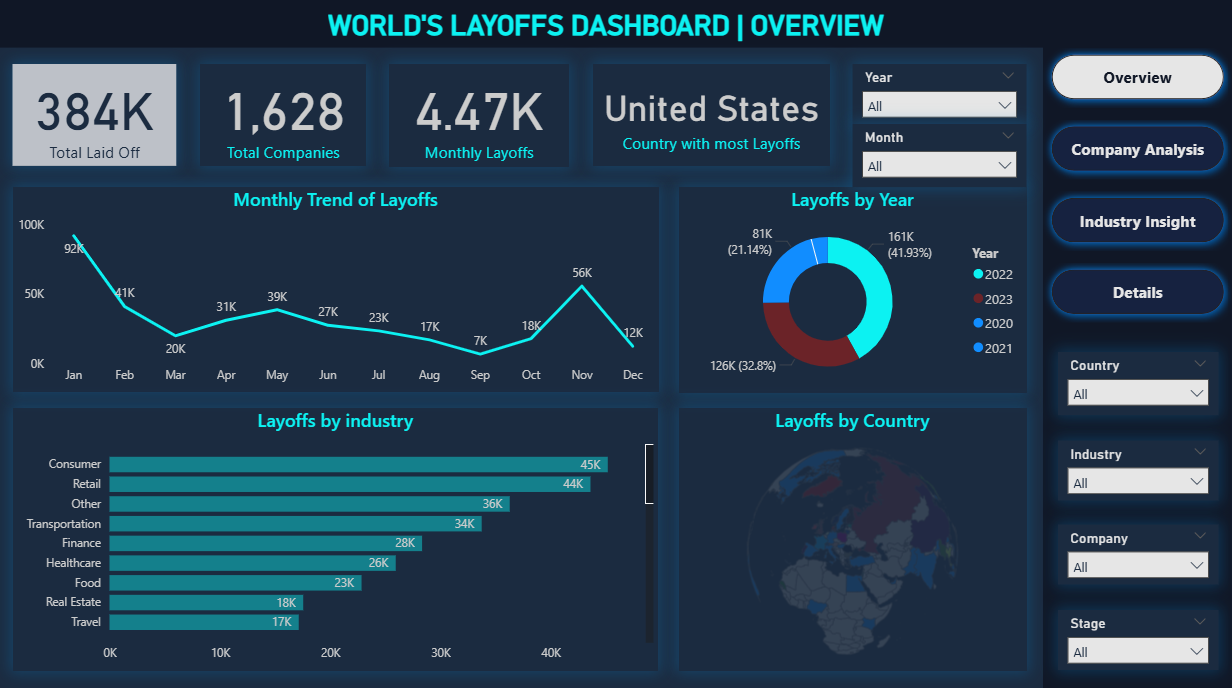 WORLD'S LAYOFFS DASHBOARD | OVERVIEW
384K
Total Laid Off
1,628
Total Companies
4.47K
Monthly Layoffs
United States
Country with most Layoffs
Year
All
Month
All
Overview
Company Analysis
Industry Insight
Details
Country
All
Industry
All
Company
All
Stage
All
Monthly Trend of Layoffs
100K
50K
0K
92K
41K
20K
31K
39K
27K
23K
17K
7K
18K
56K
12K
Jan
Feb
Mar
Apr
May
Jun
Jul
Aug
Sep
Oct
Nov
Dec
Layoffs by Year
81K
(21.14%)
161K
(41.93%)
126K (32.8%)
Year
2022
2023
2020
2021
Layoffs by industry
Consumer 45K
Retail 44K
Other 36K
Transportation 34K
Finance 28K
Healthcare 26K
Food 23K
Real Estate 18K
Travel 17K
0K 10K 20K 30K 40K
Layoffs by Country